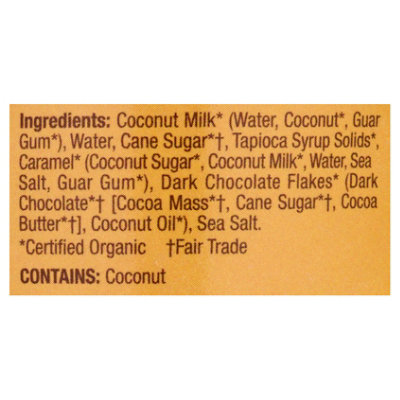 Ingredients: Coconut Milk* (Water, Coconut*, Guar
Gum*), Water, Cane Sugar*†, Tapioca Syrup Solids*,
Caramel* (Coconut Sugar*, Coconut Milk*, Water, Sea
Salt, Guar Gum*), Dark Chocolate Flakes* (Dark
Chocolate*† [Cocoa Mass*†, Cane Sugar*†, Cocoa
Butter*†], Coconut Oil*), Sea Salt.
*Certified Organic †Fair Trade
CONTAINS: Coconut